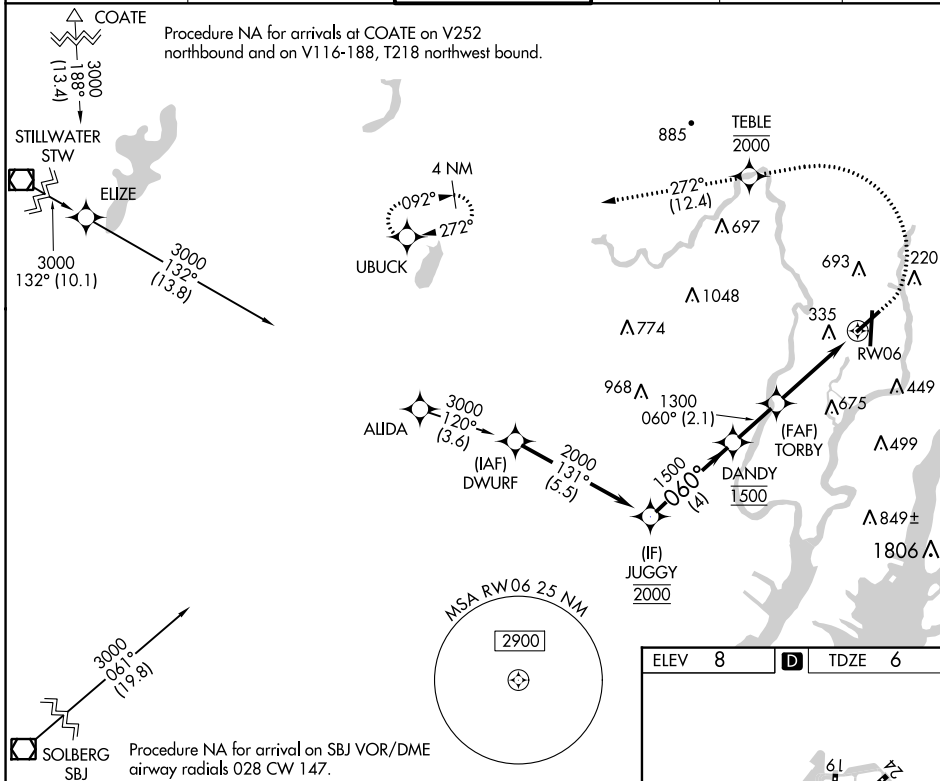 COATE
Procedure NA for arrivals at COATE on V252
northbound and on V116-188, T218 northwest bound.
3000
188°
(13.4)
STILLWATER
STW
ELIZE
3000
132° (10.1)
3000
132°
(13.8)
4 NM
092°
272°
UBUCK
885
TEBLE
2000
272°
(12.4)
697
693
220
1048
774
335
RW06
968
1300
060° (2.1)
449
675
(FAF)
TORBY
499
ALIDA
3000
120°
(3.6)
(IAF)
DWURF
2000
131°
(5.5)
1500
060°
(4)
DANDY
1500
849±
1806
(IF)
JUGGY
2000
MSA RW06 25 NM
2900
ELEV 8
D
TDZE 6
19
24
3000
061°
(19.8)
SOLBERG
SBJ
Procedure NA for arrival on SBJ VOR/DME
airway radials 028 CW 147.